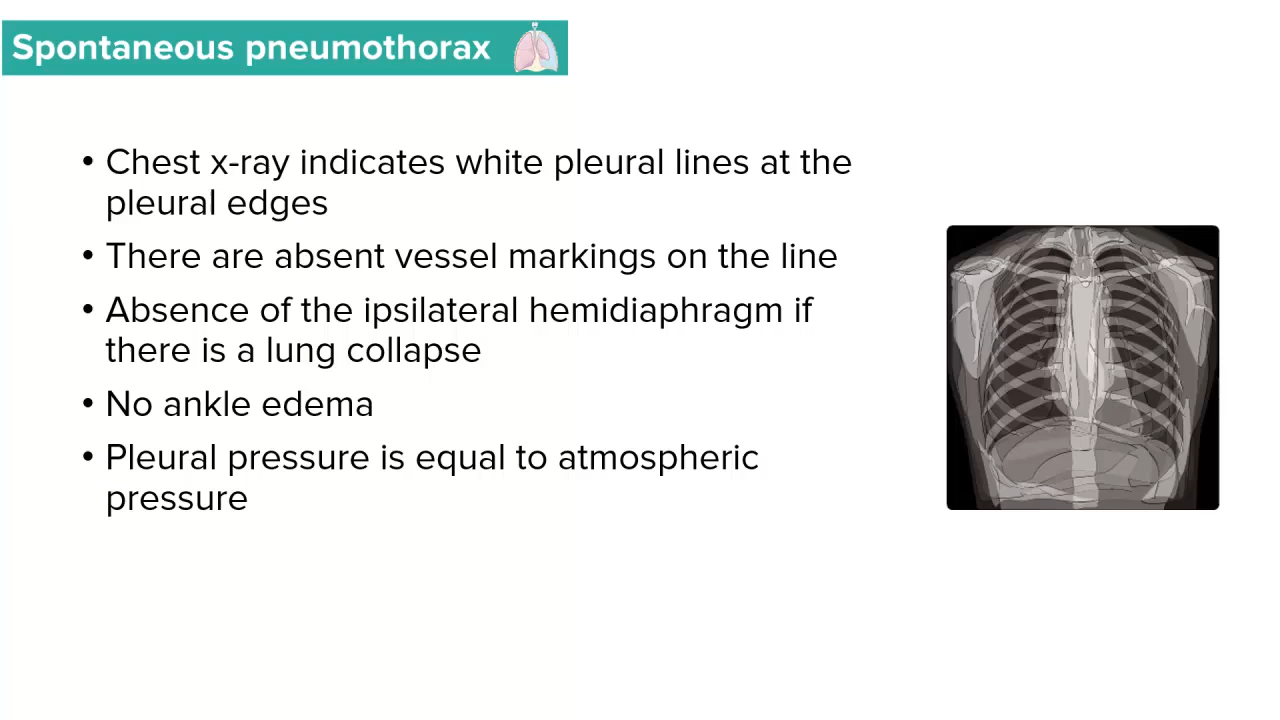 Spontaneous pneumothorax
• Chest x-ray indicates white pleural lines at the
pleural edges
• There are absent vessel markings on the line
• Absence of the ipsilateral hemidiaphragm if
there is a lung collapse
• No ankle edema
• Pleural pressure is equal to atmospheric
pressure